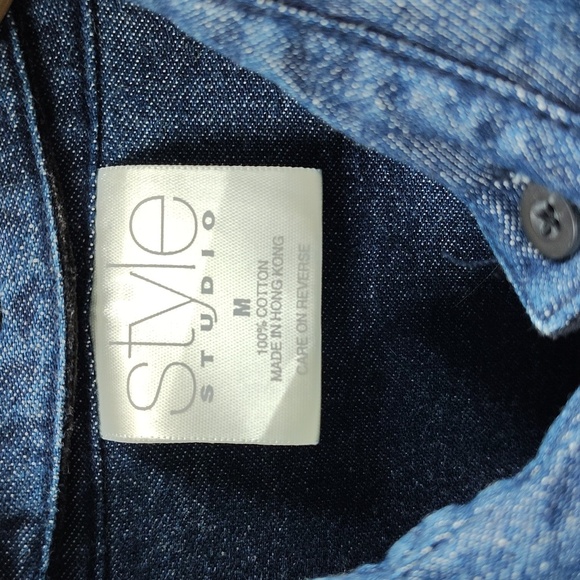 style
STUDIO
M
100% COTTON
MADE IN HONG KONG
CARE ON REVERSE